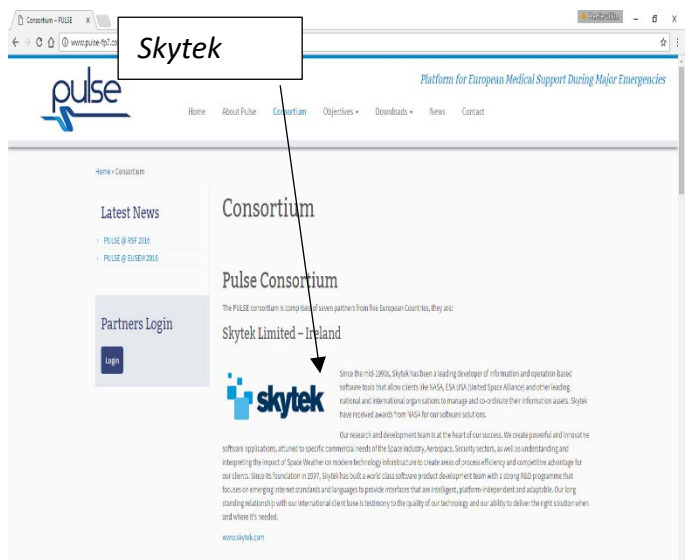 Consortium – PULSE
www.pulse-fp7.co
Skytek
pulse
Platform for European Medical Support During Major Emergencies
Home About Pulse Consortium Objectives Downloads News Contact
Home » Consortium
Latest News
PULSE @ RSF 2016
PULSE @ EUSEM 2016
Partners Login
Login
Consortium
Pulse Consortium
The PULSE consortium is comprised of seven partners from five European Countries, they are:
Skytek Limited – Ireland
skytek
Since the mid-1990s, Skytek has been a leading developer of information and operation-based
software tools that allow clients like NASA, ESA USA (United Space Alliance) and other leading
national and international organisations to manage and co-ordinate their information assets. Skytek
have received awards from NASA for our software solutions.
Our research and development team is at the heart of our success. We create powerful and innovative
software applications, attuned to specific commercial needs of the Space Industry, Aerospace, Security sectors, as well as understanding and
interpreting the impact of Space Weather on modern technology infrastructure to create areas of process efficiency and competitive advantage for
our clients. Since its foundation in 1997, Skytek has built a world class software product development team with a strong R&D programme that
focuses on emerging internet standards and languages to provide interfaces that are intelligent, platform-independent and adaptable. Our long
standing relationship with our international client base is testimony to the quality of our technology and our ability to deliver the right solution when
and where it's needed.
www.skytek.com